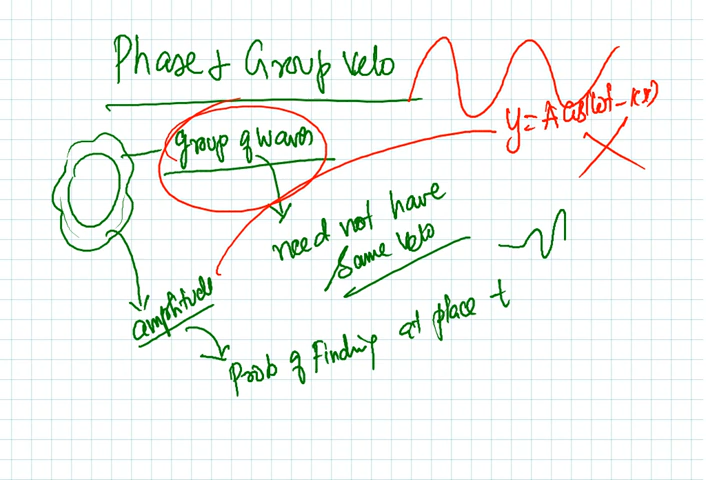 Phase & Group Velo
y = A cos(ωt - kx)
group of waves
need not have
same velo
amplitude
Prob of Finding at place t